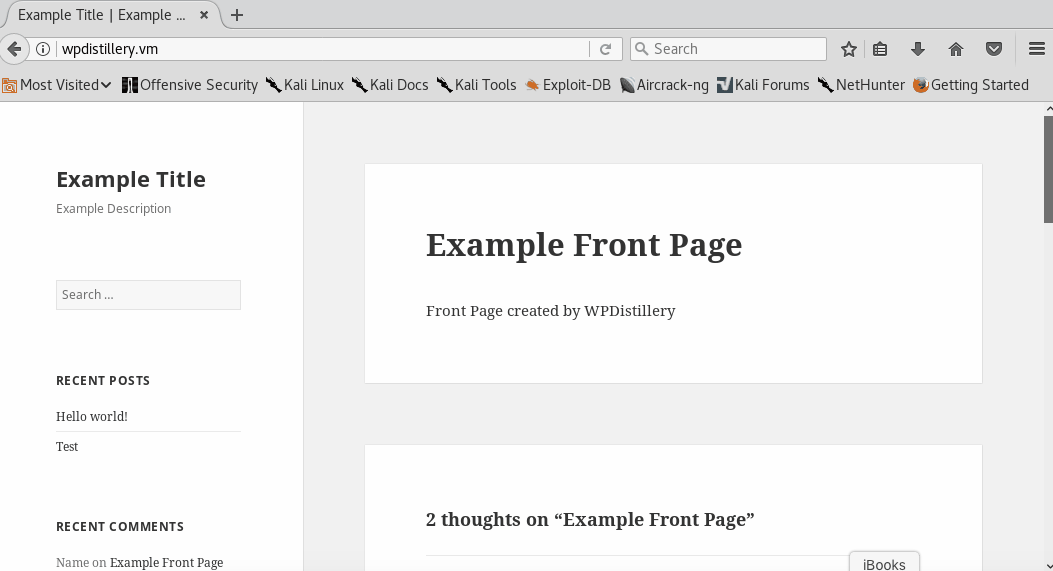 Example Title | Example ...
wpdistillery.vm
Search
Most Visited
Offensive Security
Kali Linux
Kali Docs
Kali Tools
Exploit-DB
Aircrack-ng
Kali Forums
NetHunter
Getting Started
Example Title
Example Description
Search ...
RECENT POSTS
Hello world!
Test
RECENT COMMENTS
Name on Example Front Page
Example Front Page
Front Page created by WPDistillery
2 thoughts on “Example Front Page”
iBooks